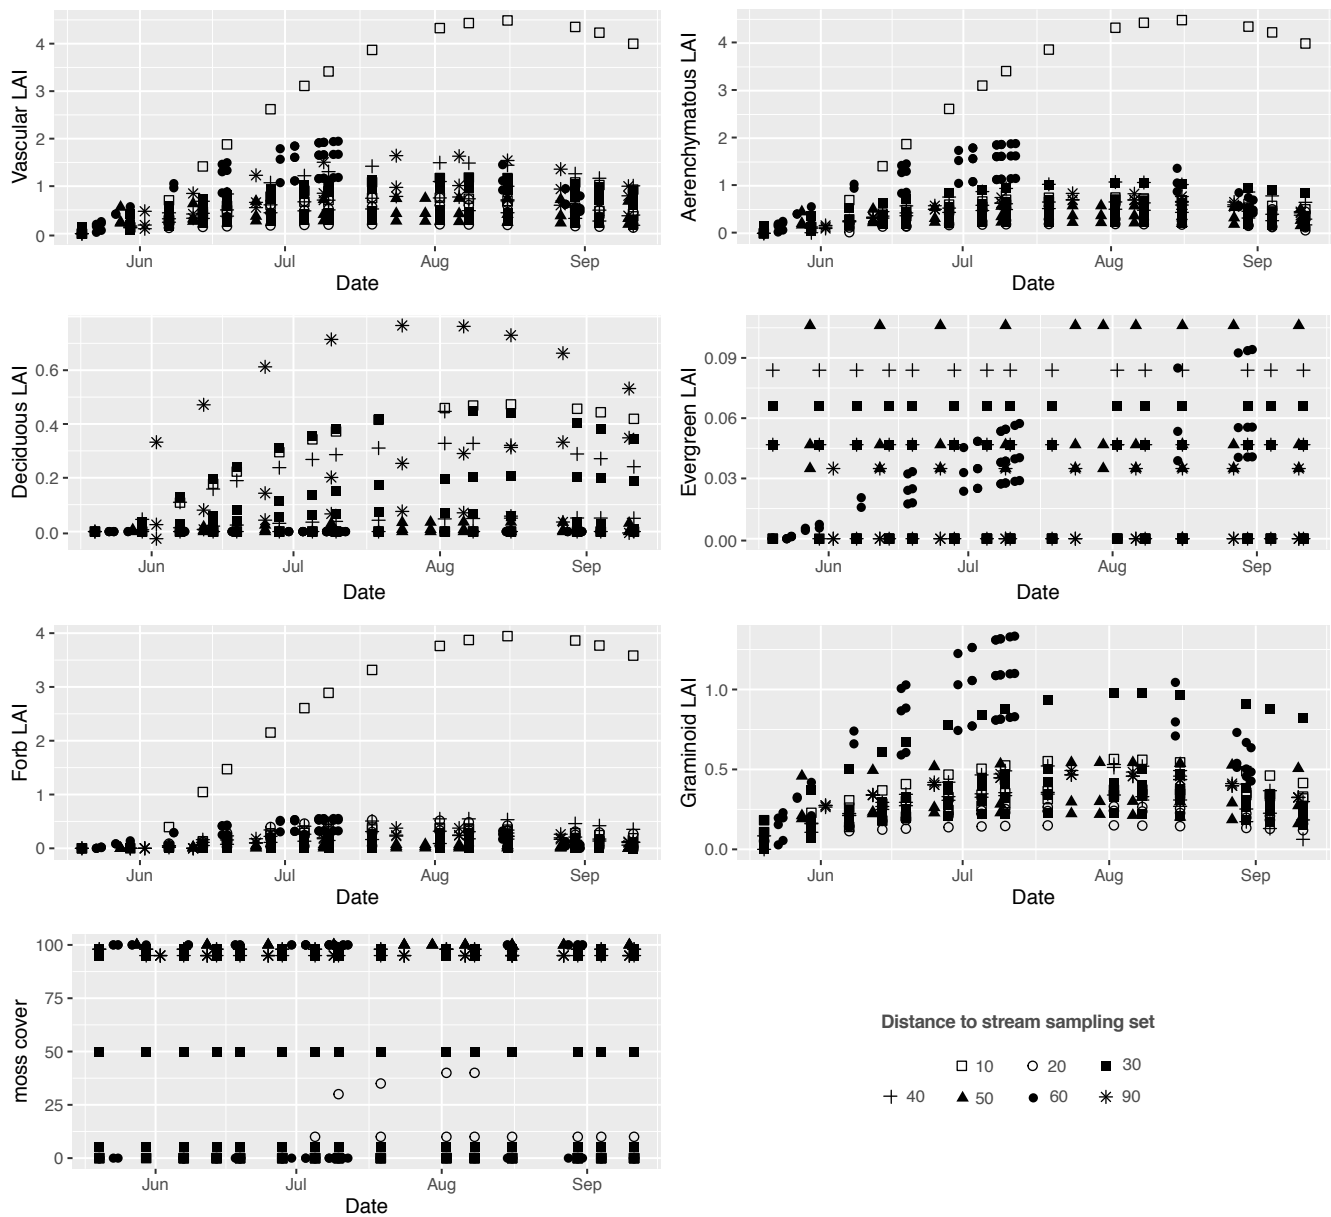 Vascular LAI
4
3
2
1
0
Jun
Jul
Aug
Sep
Date
Aerenchymatous LAI
4
3
2
1
0
Jun
Jul
Aug
Sep
Date
Deciduous LAI
0.6
0.4
0.2
0.0
Jun
Jul
Aug
Sep
Date
Evergreen LAI
0.09
0.06
0.03
0.00
Jun
Jul
Aug
Sep
Date
Forb LAI
4
3
2
1
0
Jun
Jul
Aug
Sep
Date
Graminoid LAI
1.0
0.5
0.0
Jun
Jul
Aug
Sep
Date
moss cover
100
75
50
25
0
Jun
Jul
Aug
Sep
Date
Distance to stream sampling set
10 20 30
40 50 60 90